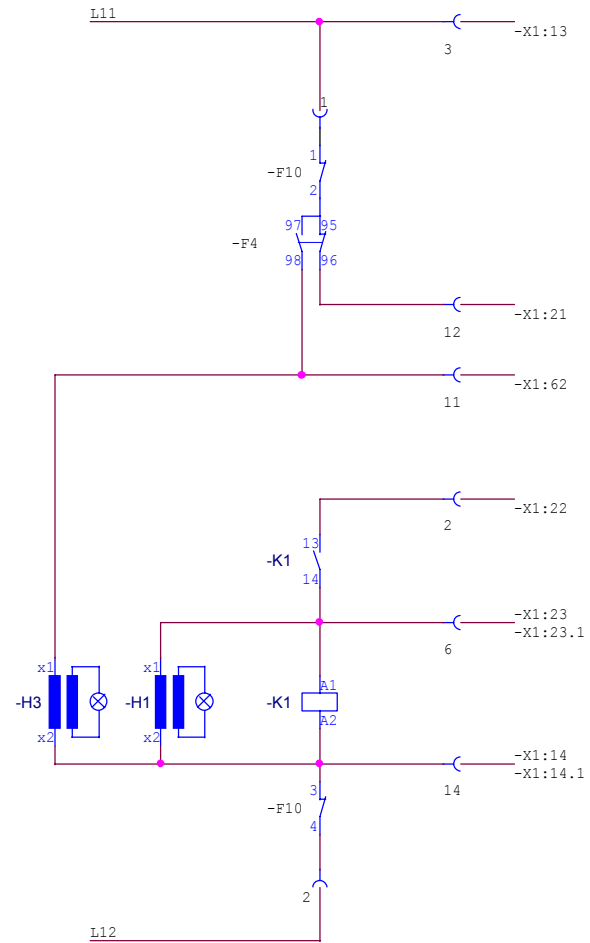 L11
3
-X1:13
1
1
-F10
2
97 95
-F4
98 96
12
-X1:21
11
-X1:62
2
-X1:22
13
-K1
14
6
-X1:23
-X1:23.1
x1
-H3
x2
x1
-H1
x2
A1
-K1
A2
14
-X1:14
-X1:14.1
3
-F10
4
2
L12